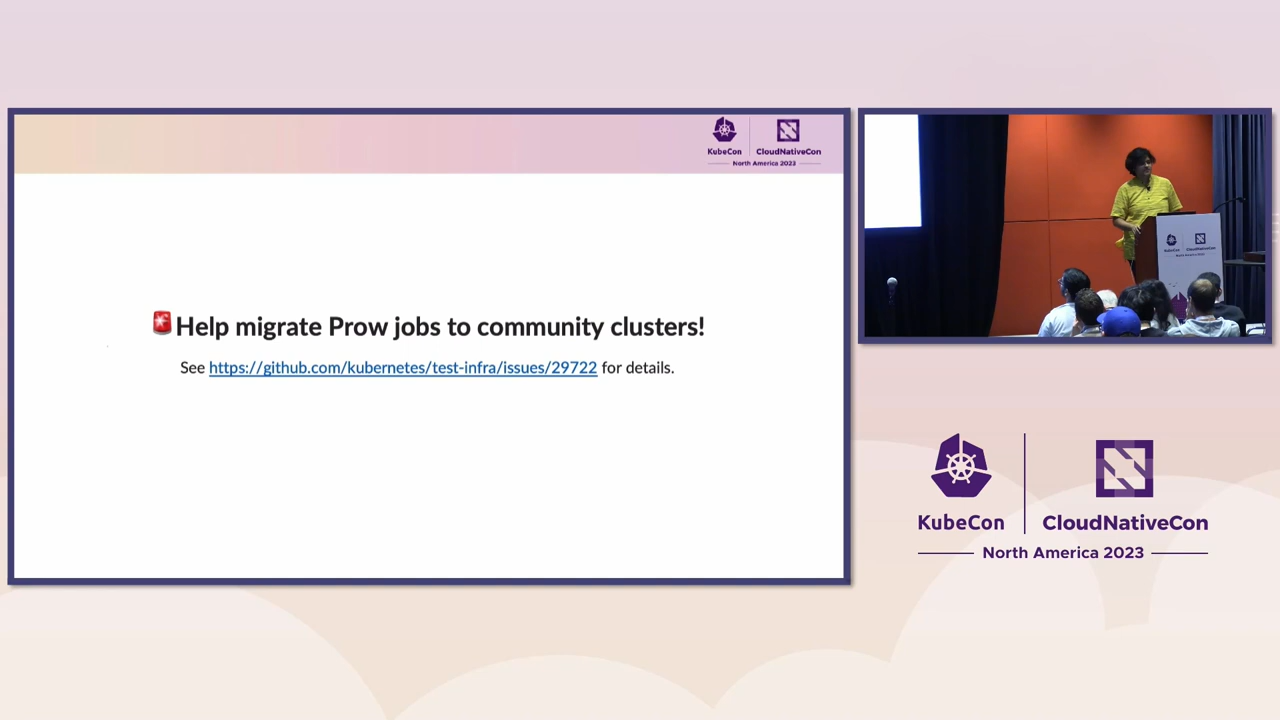 KubeCon
CloudNativeCon
North America 2023
🚨Help migrate Prow jobs to community clusters!
See https://github.com/kubernetes/test-infra/issues/29722 for details.
KubeCon
CloudNativeCon
North America 2023